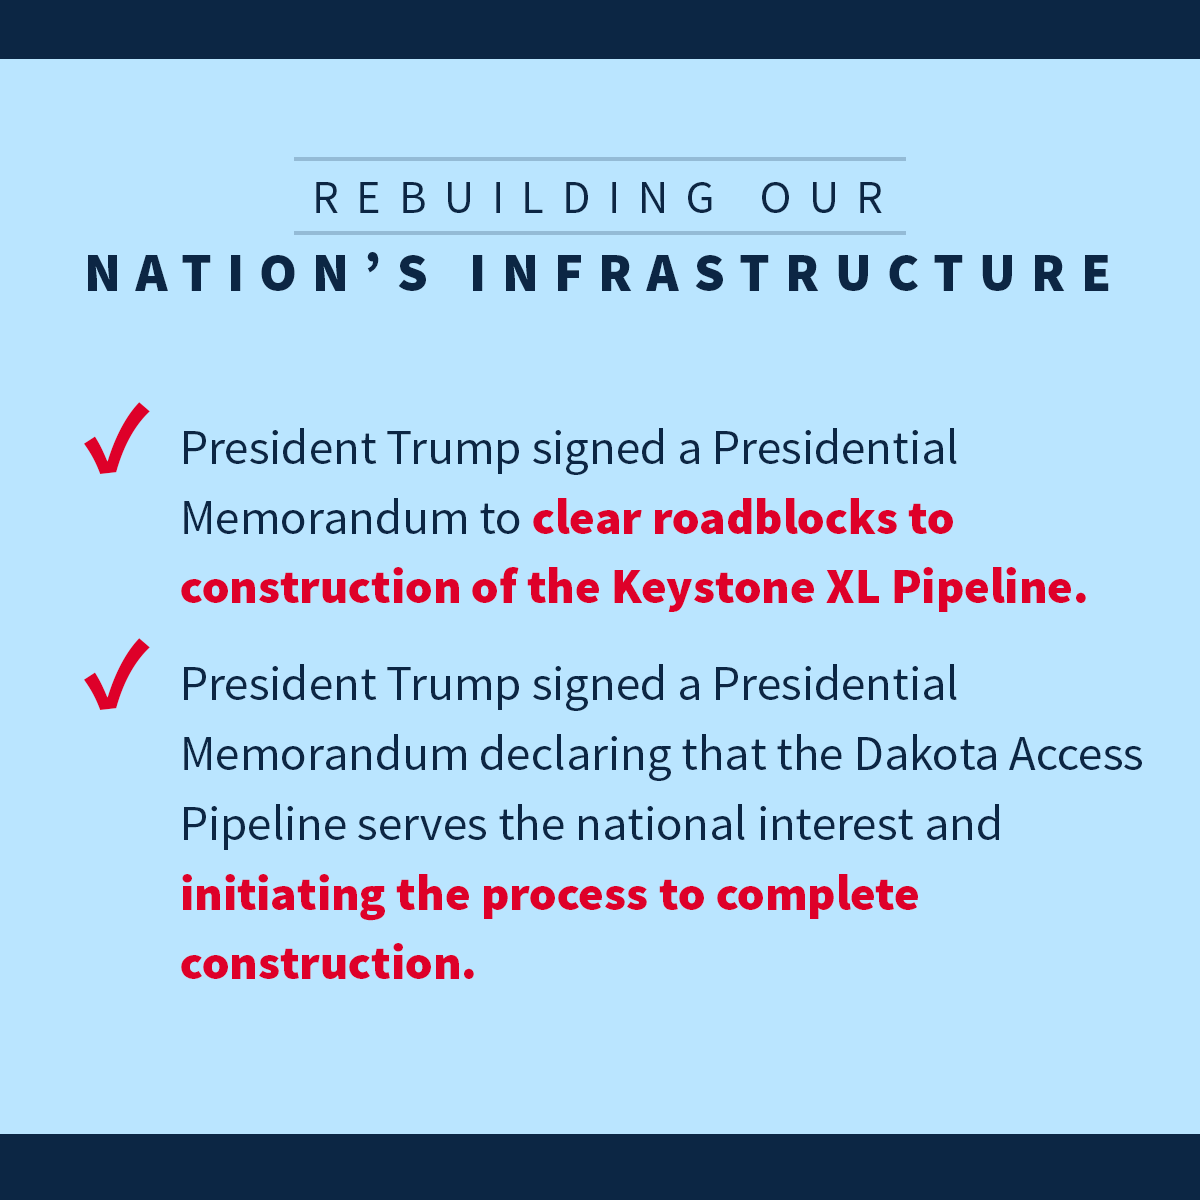 REBUILDING OUR
NATION’S INFRASTRUCTURE
President Trump signed a Presidential
Memorandum to clear roadblocks to
construction of the Keystone XL Pipeline.
President Trump signed a Presidential
Memorandum declaring that the Dakota Access
Pipeline serves the national interest and
initiating the process to complete
construction.